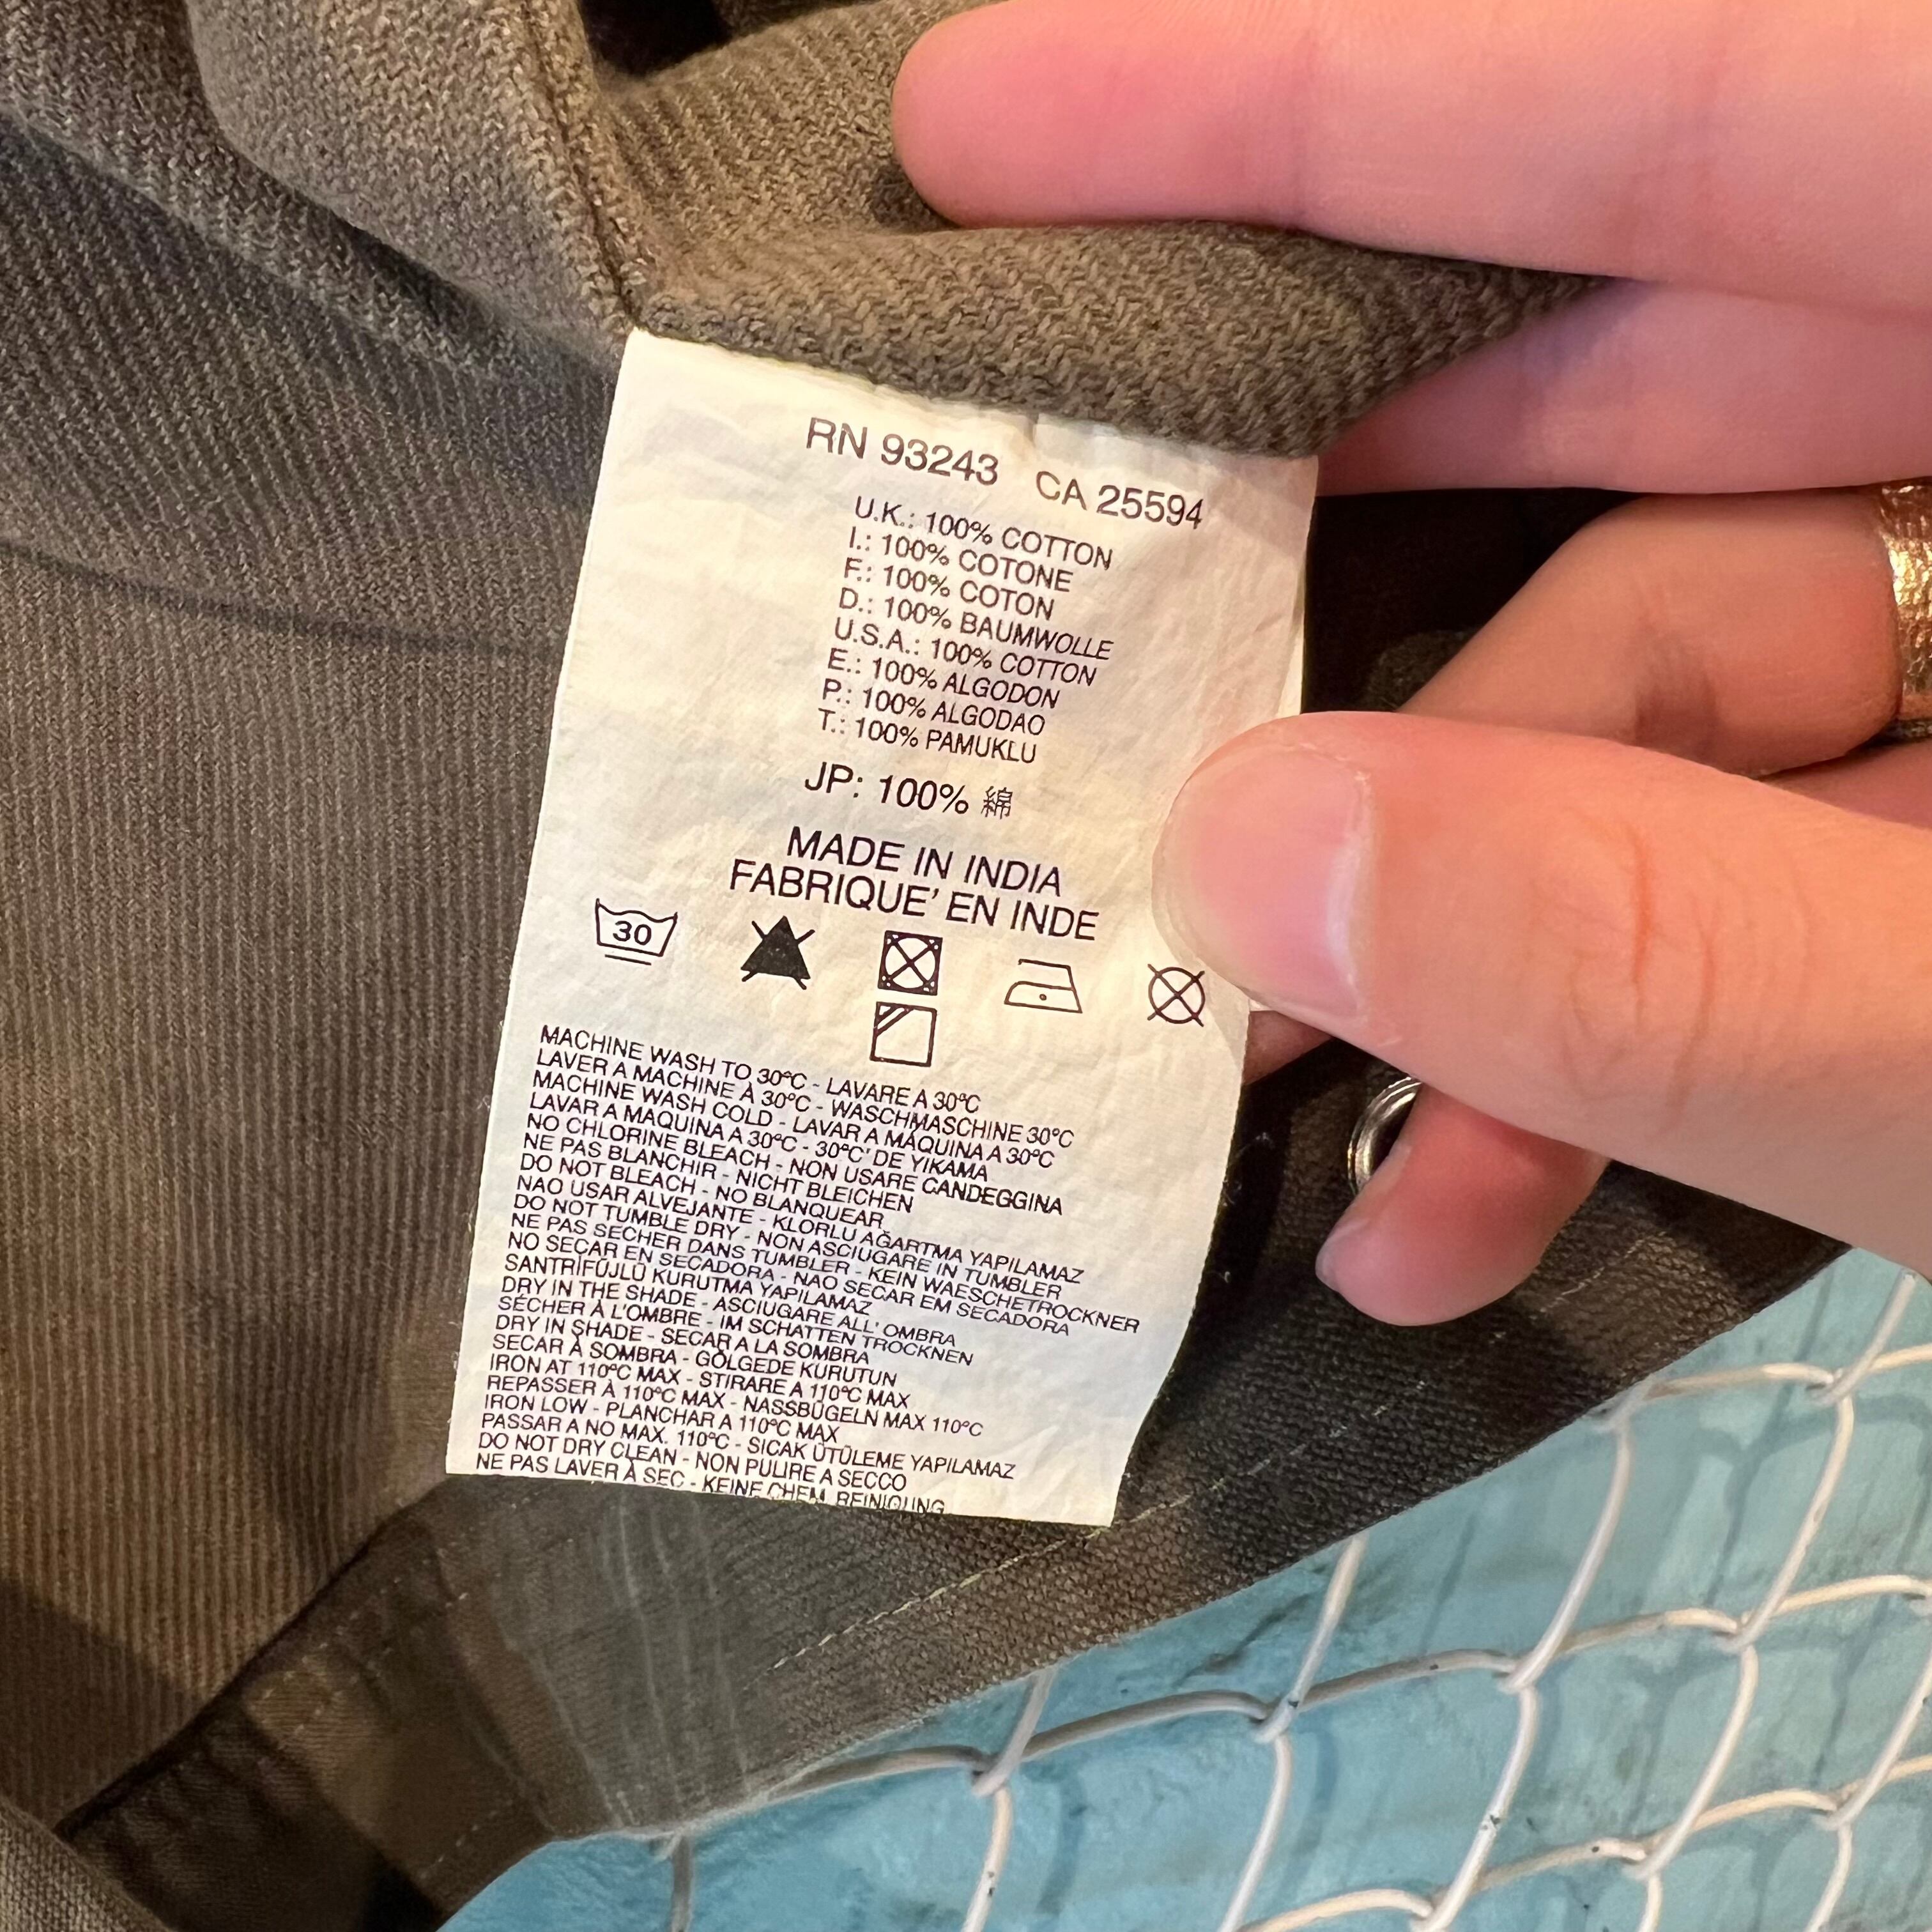 RN 93243 CA 25594
U.K.: 100% COTTON
I.: 100% COTONE
F.: 100% COTON
D.: 100% BAUMWOLLE
U.S.A.: 100% COTTON
E.: 100% ALGODON
P.: 100% ALGODAO
T.: 100% PAMUKLU
JP: 100% 綿
MADE IN INDIA
FABRIQUE' EN INDE
30
MACHINE WASH TO 30°C - LAVARE A 30°C
LAVER A MACHINE À 30°C - WASCHMASCHINE 30°C
MACHINE WASH COLD - LAVAR A MÁQUINA A 30°C
LAVAR A MAQUINA A 30°C - 30°C' DE YIKAMA
NO CHLORINE BLEACH - NON USARE CANDEGGINA
NE PAS BLANCHIR - NICHT BLEICHEN
DO NOT BLEACH - NO BLANQUEAR
NAO USAR ALVEJANTE - KLORLU AĞARTMA YAPILAMAZ
DO NOT TUMBLE DRY - NON ASCIUGARE IN TUMBLER
NE PAS SECHER DANS TUMBLER - KEIN WAESCHETROCKNER
NO SECAR EN SECADORA - NAO SECAR EM SECADORA
SANTRİFÜJLÜ KURUTMA YAPILAMAZ
DRY IN THE SHADE - ASCIUGARE ALL' OMBRA
SÉCHER À L'OMBRE - IM SCHATTEN TROCKNEN
DRY IN SHADE - SECAR A LA SOMBRA
SECAR À SOMBRA - GÖLGEDE KURUTUN
IRON AT 110°C MAX - STIRARE A 110°C MAX
REPASSER À 110°C MAX - NASSBÜGELN MAX 110°C
IRON LOW - PLANCHAR A 110°C MAX
PASSAR A NO MAX. 110°C - SICAK ÜTÜLEME YAPILAMAZ
DO NOT DRY CLEAN - NON PULIRE A SECCO
NE PAS LAVER À SEC - KEINE CHEM. REINIGUNG